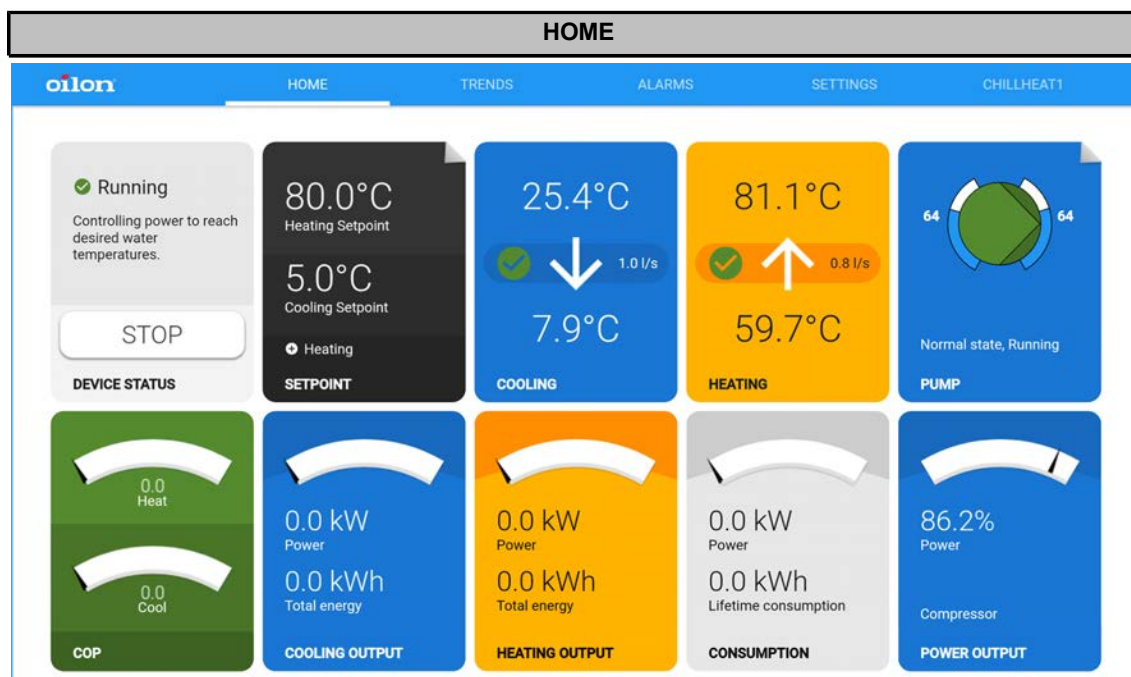 HOME
oilon HOME TRENDS ALARMS SETTINGS CHILLHEAT1
Running
Controlling power to reach
desired water
temperatures.
STOP
DEVICE STATUS
80.0°C
Heating Setpoint
5.0°C
Cooling Setpoint
Heating
SETPOINT
25.4°C
1.0 l/s
7.9°C
COOLING
81.1°C
0.8 l/s
59.7°C
HEATING
64 64
Normal state, Running
PUMP
0.0
Heat
0.0
Cool
COP
0.0 kW
Power
0.0 kWh
Total energy
COOLING OUTPUT
0.0 kW
Power
0.0 kWh
Total energy
HEATING OUTPUT
0.0 kW
Power
0.0 kWh
Lifetime consumption
CONSUMPTION
86.2%
Power
Compressor
POWER OUTPUT